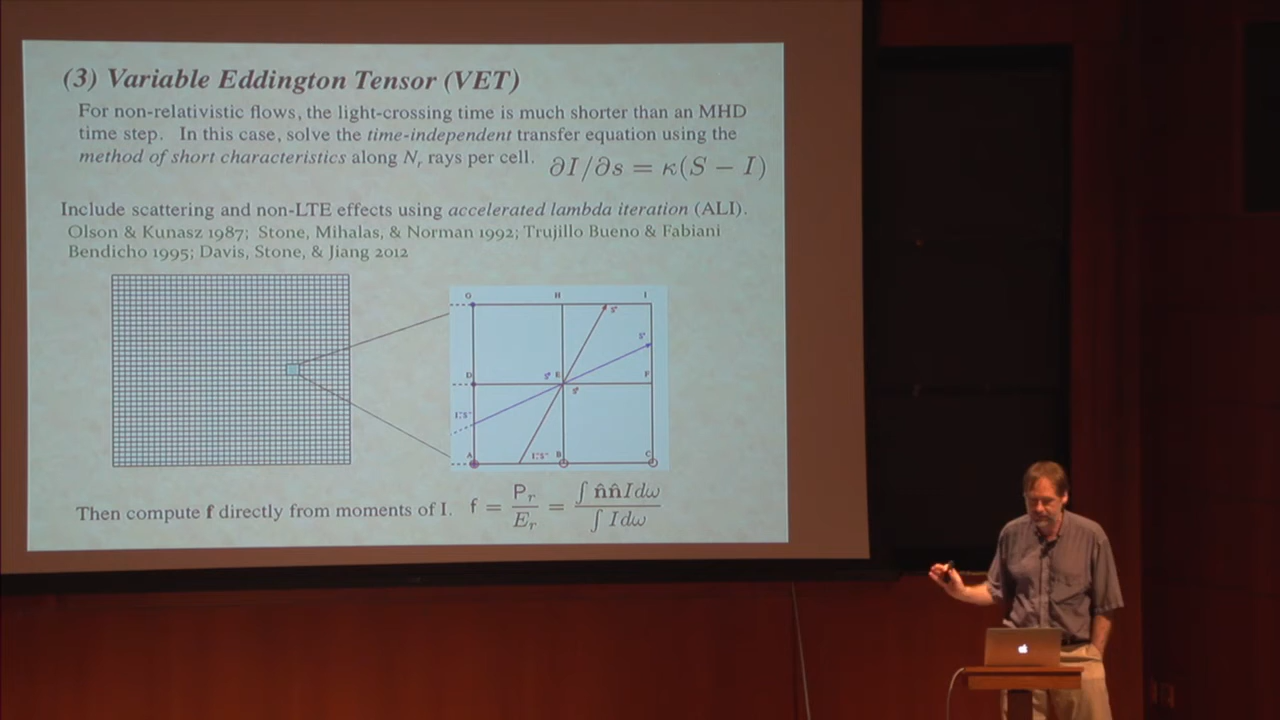 (3) Variable Eddington Tensor (VET)
For non-relativistic flows, the light-crossing time is much shorter than an MHD
time step. In this case, solve the time-independent transfer equation using the
method of short characteristics along Nr rays per cell. ∂I/∂s = κ(S − I)
Include scattering and non-LTE effects using accelerated lambda iteration (ALI).
Olson & Kunasz 1987; Stone, Mihalas, & Norman 1992; Trujillo Bueno & Fabiani
Bendicho 1995; Davis, Stone, & Jiang 2012
G H I
D E F
A B C
Then compute f directly from moments of I. f = Pr/Er = ∫ n̂n̂Idω / ∫ Idω